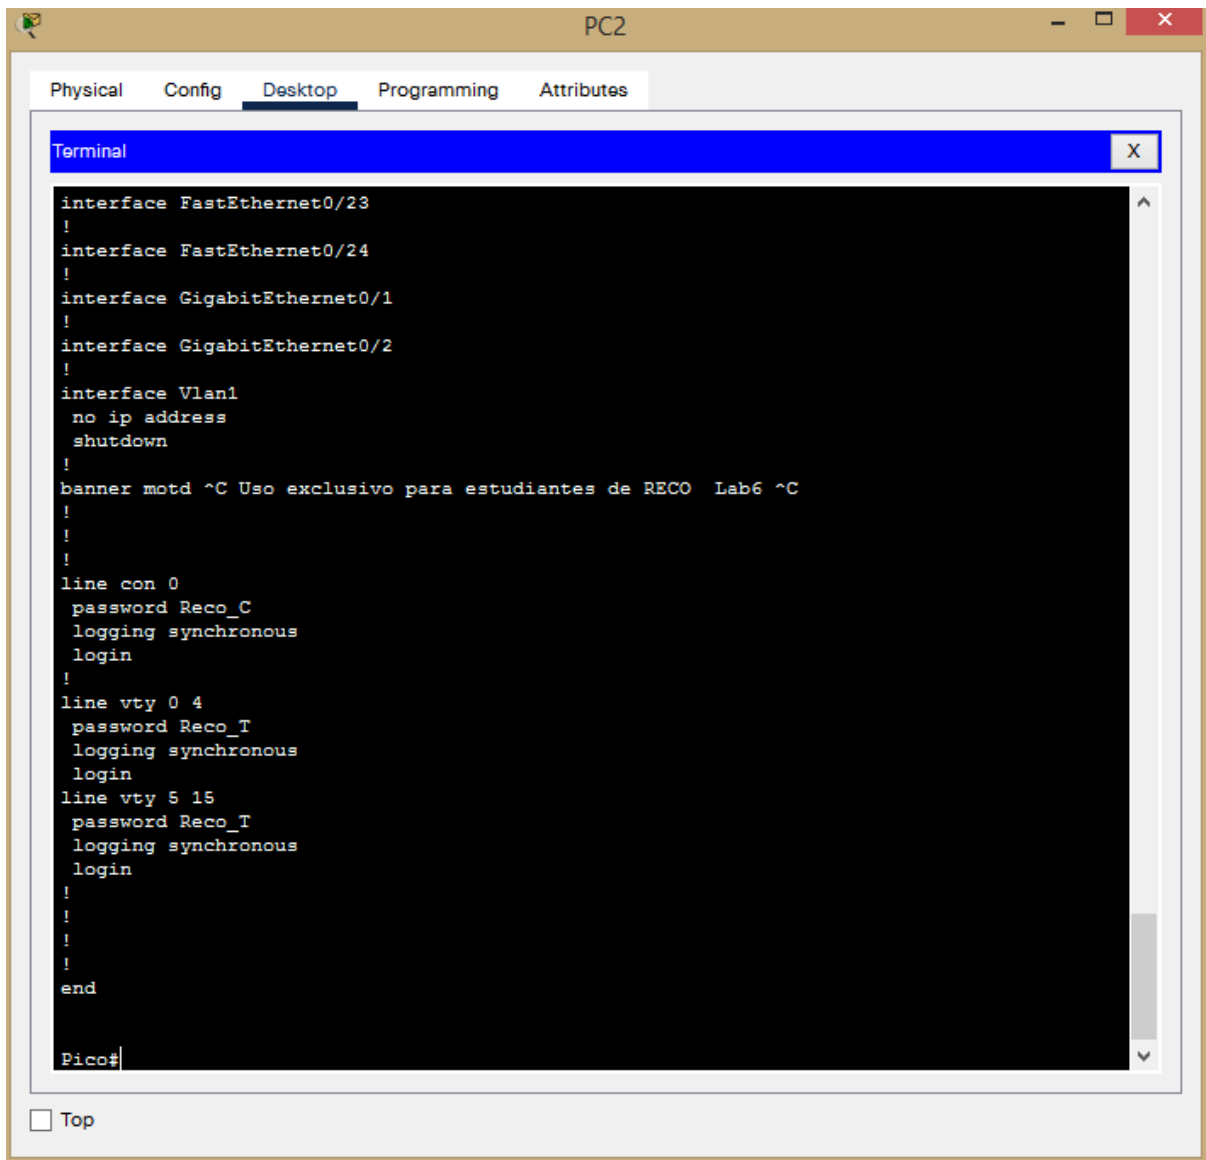 PC2
Physical Config Desktop Programming Attributes
Terminal X
interface FastEthernet0/23
!
interface FastEthernet0/24
!
interface GigabitEthernet0/1
!
interface GigabitEthernet0/2
!
interface Vlan1
 no ip address
 shutdown
!
banner motd ^C Uso exclusivo para estudiantes de RECO  Lab6 ^C
!
!
!
line con 0
 password Reco_C
 logging synchronous
 login
!
line vty 0 4
 password Reco_T
 logging synchronous
 login
line vty 5 15
 password Reco_T
 logging synchronous
 login
!
!
!
!
end
Pico#
Top